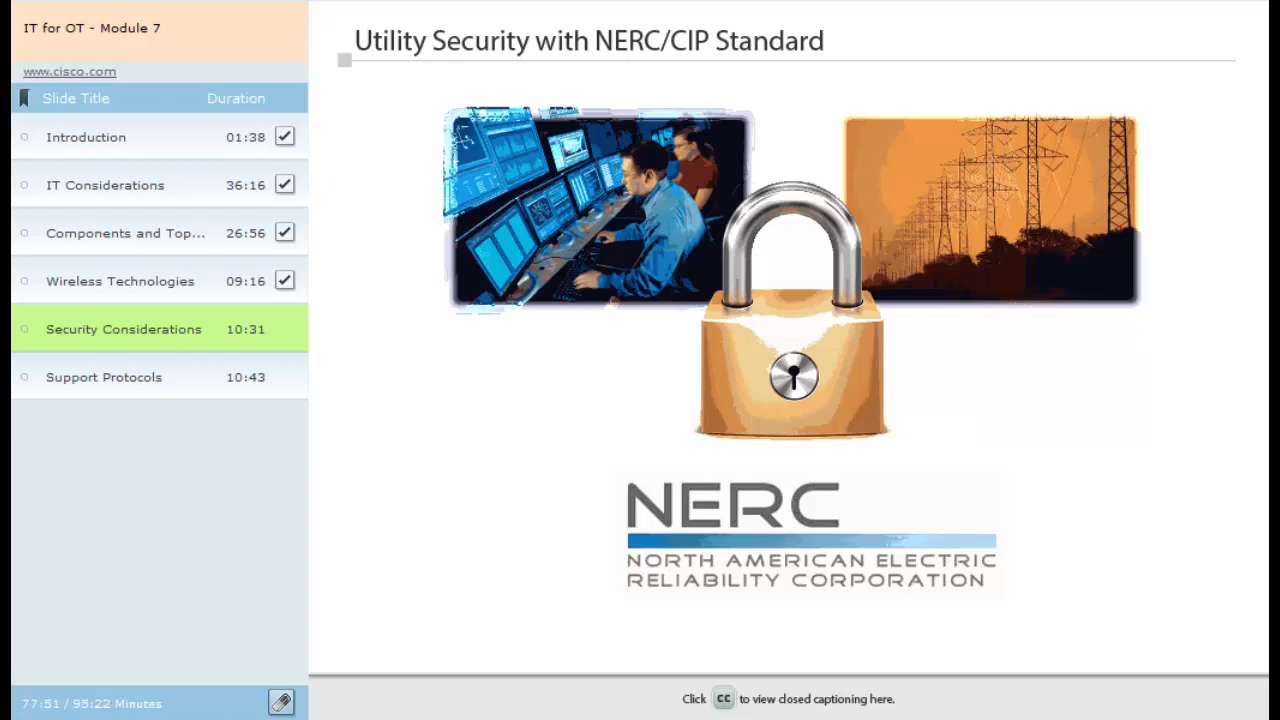 IT for OT - Module 7
www.cisco.com
Slide Title Duration
Introduction 01:38
IT Considerations 36:16
Components and Top... 26:56
Wireless Technologies 09:16
Security Considerations 10:31
Support Protocols 10:43
77:51 / 95:22 Minutes
Utility Security with NERC/CIP Standard
NERC
NORTH AMERICAN ELECTRIC
RELIABILITY CORPORATION
Click CC to view closed captioning here.